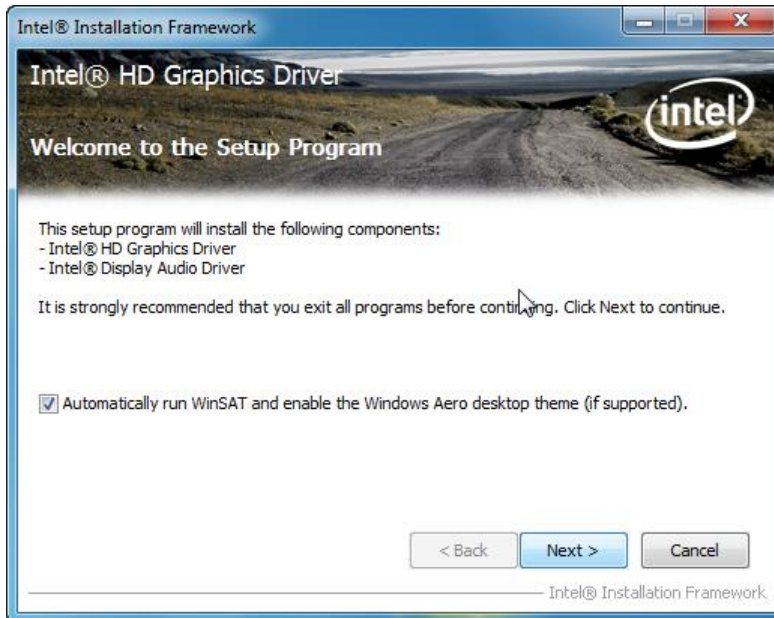 Intel® Installation Framework
Intel® HD Graphics Driver
intel
Welcome to the Setup Program
This setup program will install the following components:
- Intel® HD Graphics Driver
- Intel® Display Audio Driver
It is strongly recommended that you exit all programs before continuing. Click Next to continue.
Automatically run WinSAT and enable the Windows Aero desktop theme (if supported).
< Back Next > Cancel
Intel® Installation Framework